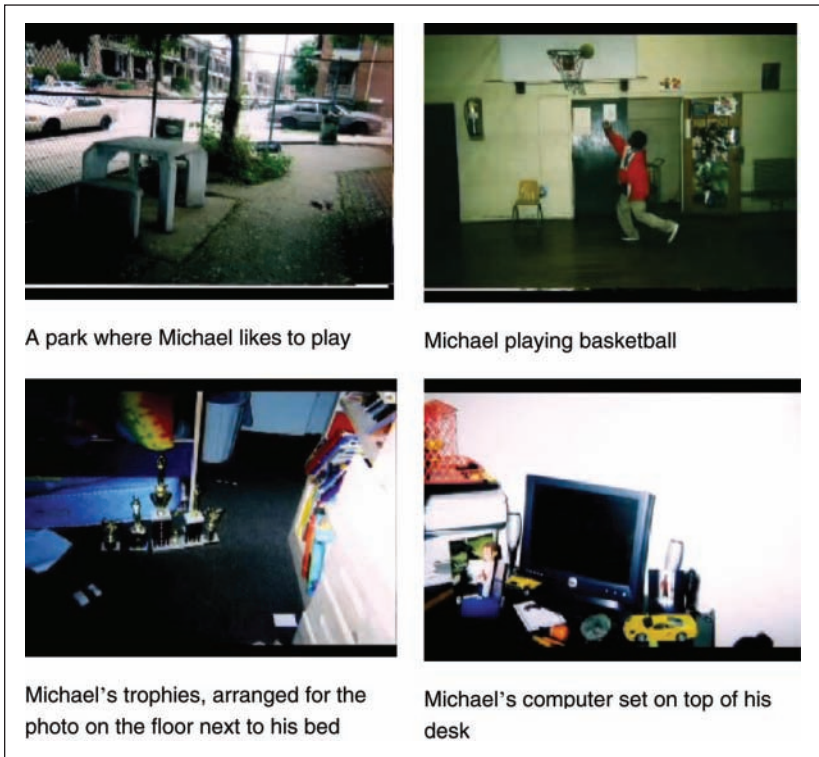 A park where Michael likes to play
Michael playing basketball
Michael's trophies, arranged for the
photo on the floor next to his bed
Michael's computer set on top of his
desk